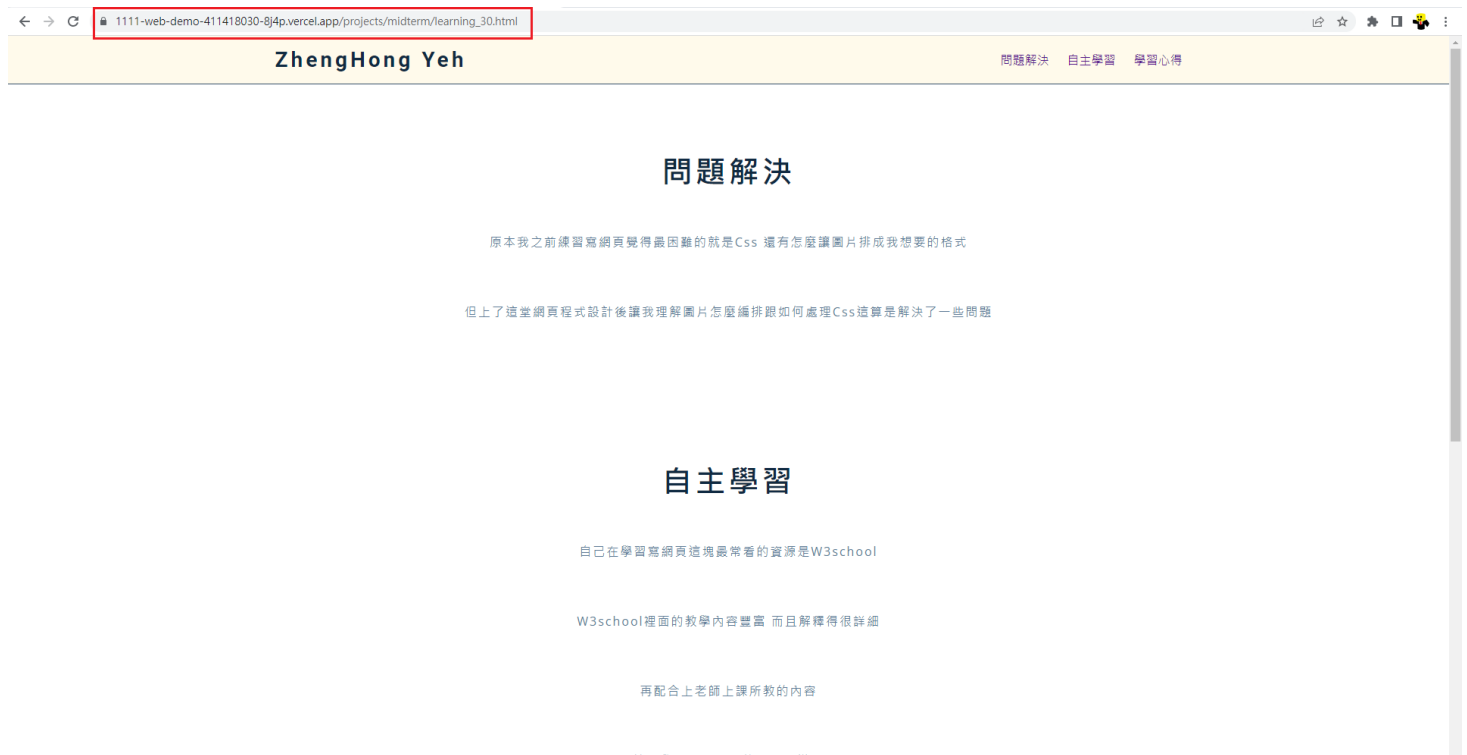 1111-web-demo-411418030-8j4p.vercel.app/projects/midterm/learning_30.html
ZhengHong Yeh
問題解決 自主學習 學習心得
問題解決
原本我之前練習寫網頁覺得最困難的就是Css 還有怎麼讓圖片排成我想要的格式
但上了這堂網頁程式設計後讓我理解圖片怎麼編排跟如何處理Css這算是解決了一些問題
自主學習
自己在學習寫網頁這塊最常看的資源是W3school
W3school裡面的教學內容豐富 而且解釋得很詳細
再配合上老師上課所教的內容